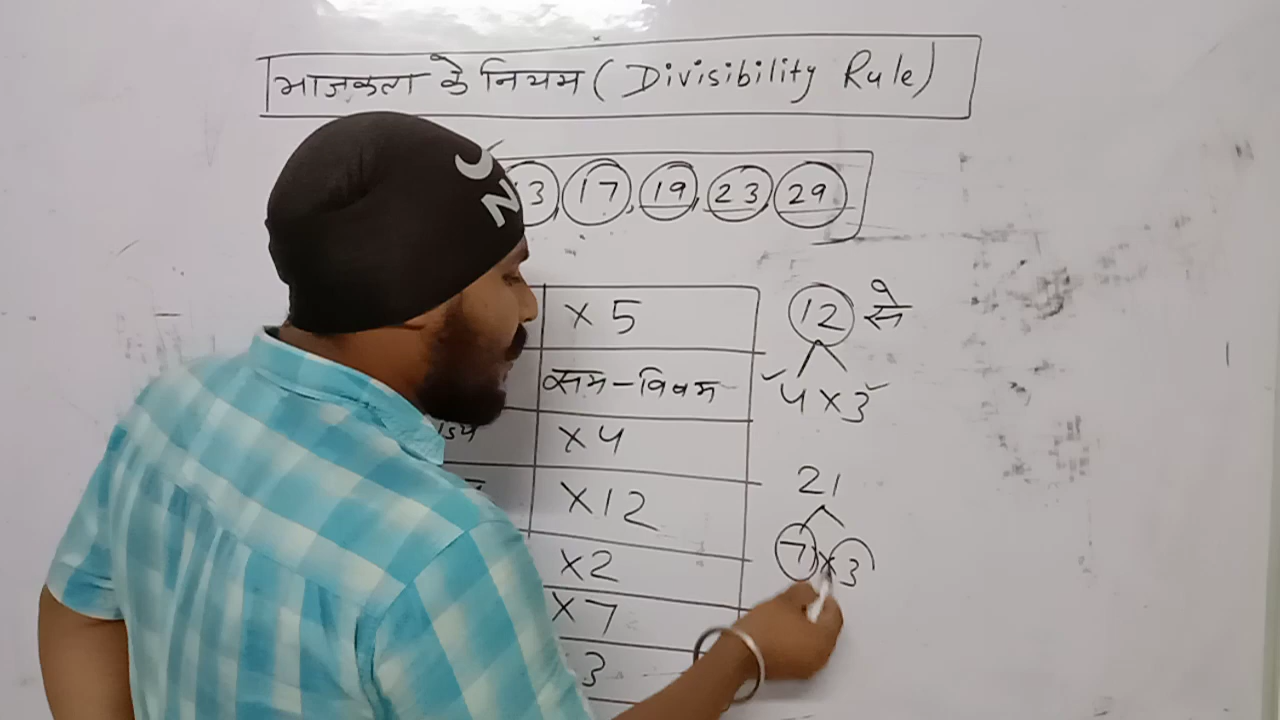 भाजकता के नियम ( Divisibility Rule)
13, 17, 19, 23, 29
× 5
12 से
सम-विषम
4 × 3
×4
21
×12
7 × 3
×2
×7
3